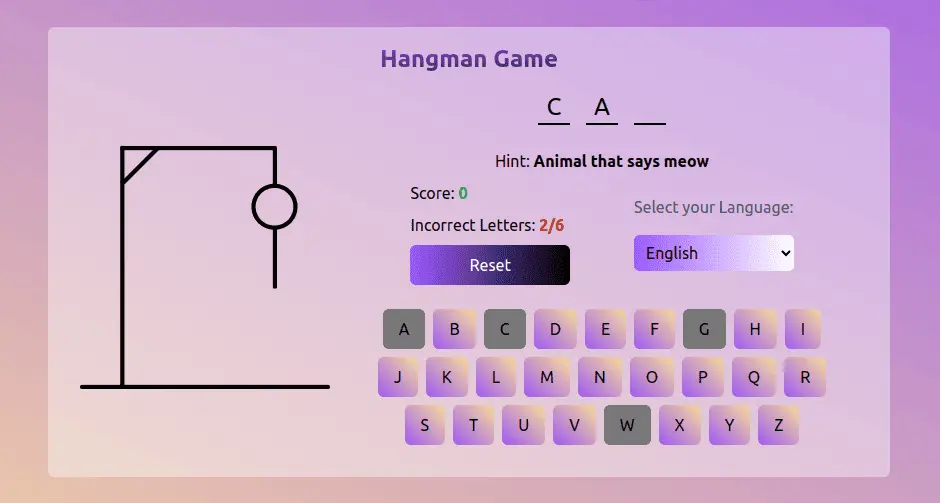 Hangman Game
C A
Hint: Animal that says meow
Score: 0
Select your Language:
Incorrect Letters: 2/6
English
Reset
A B C D E F G H I
J K L M N O P Q R
S T U V W X Y Z